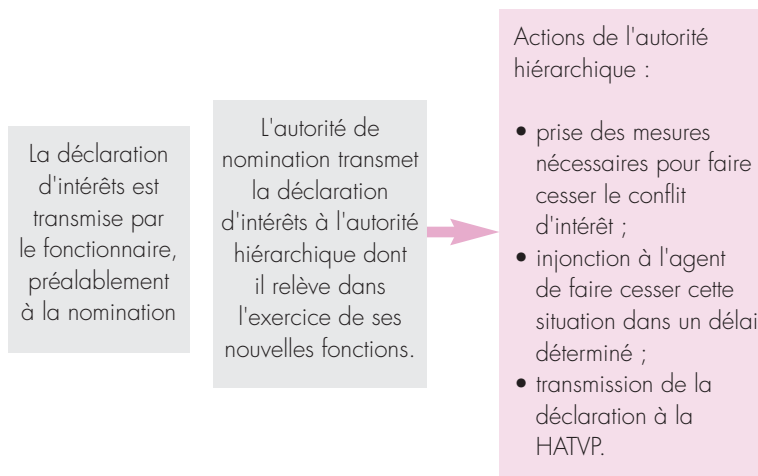 La déclaration
d'intérêts est
transmise par
le fonctionnaire,
préalablement
à la nomination
L'autorité de
nomination transmet
la déclaration
d'intérêts à l'autorité
hiérarchique dont
il relève dans
l'exercice de ses
nouvelles fonctions.
Actions de l'autorité
hiérarchique :
• prise des mesures
nécessaires pour faire
cesser le conflit
d'intérêt ;
• injonction à l'agent
de faire cesser cette
situation dans un délai
déterminé ;
• transmission de la
déclaration à la
HATVP.